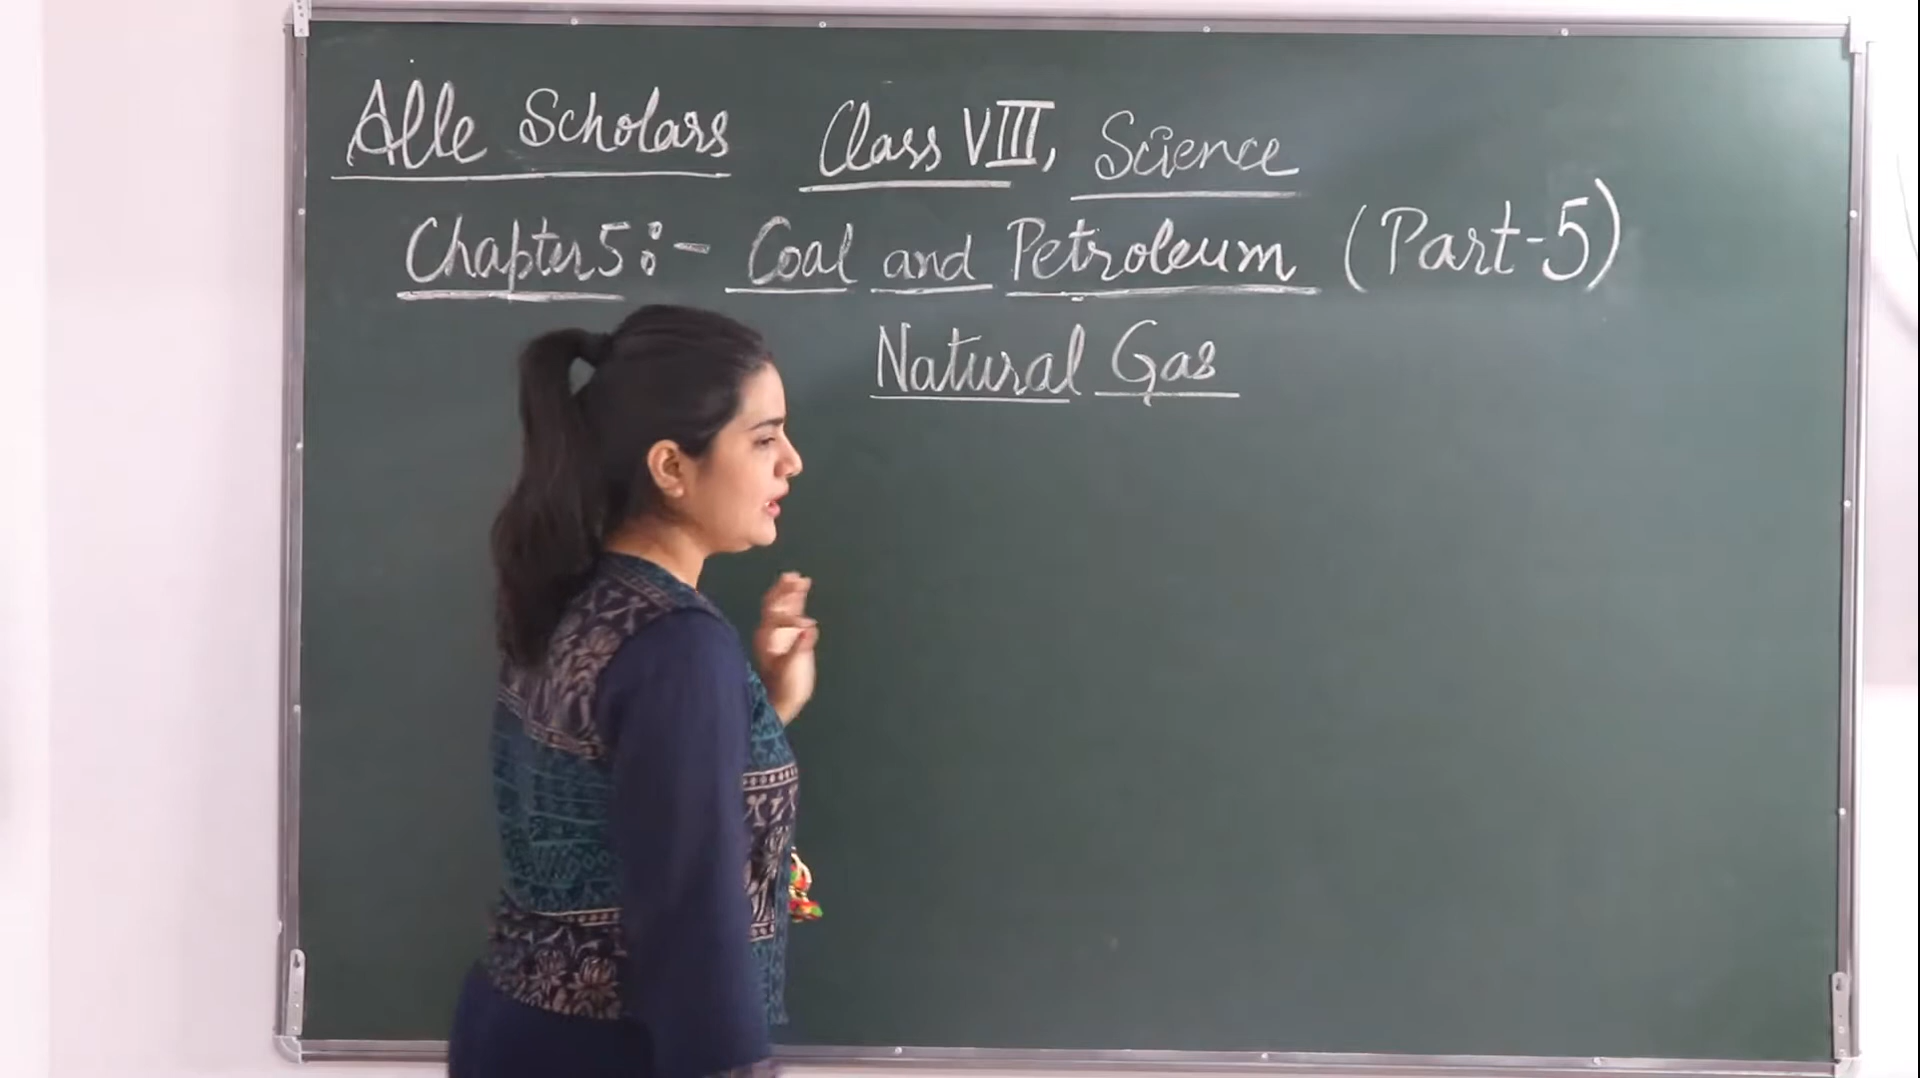 Alle Scholars Class VIII, Science
Chapter 5:- Coal and Petroleum (Part-5)
Natural Gas